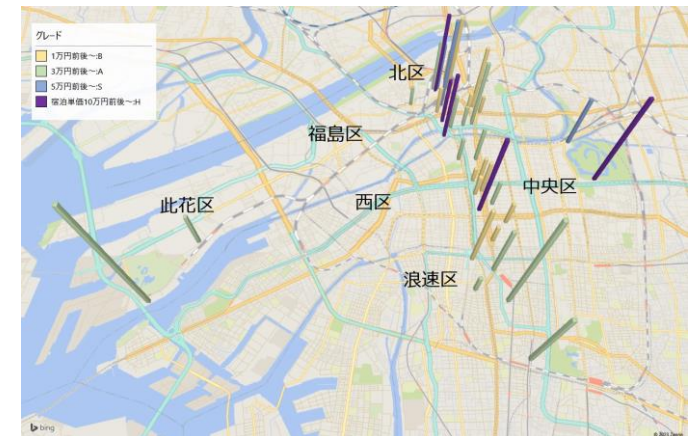 グレード
1万円前後～:B
3万円前後～:A
5万円前後～:S
宿泊単価10万円前後～:H
北区
福島区
此花区
西区
中央区
浪速区
bing